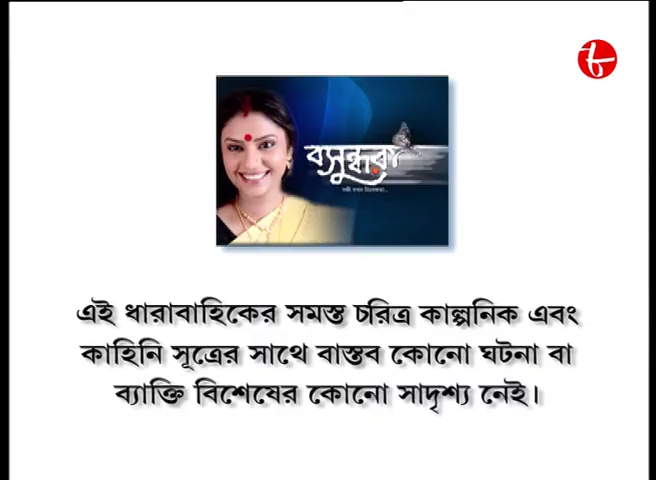 বসুন্ধরা
এই ধারাবাহিকের সমস্ত চরিত্র কাল্পনিক এবং
কাহিনি সূত্রের সাথে বাস্তব কোনো ঘটনা বা
ব্যাক্তি বিশেষের কোনো সাদৃশ্য নেই।